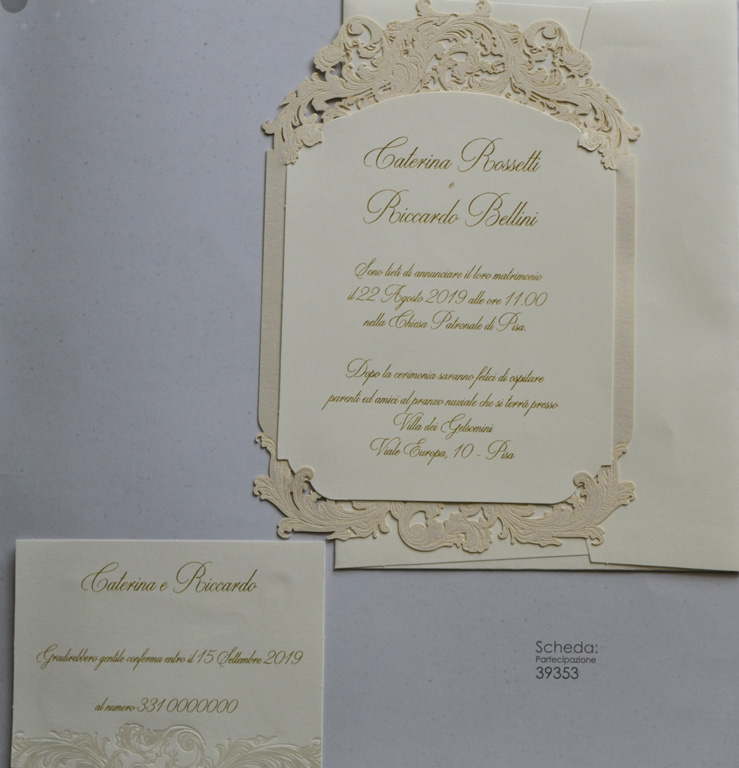 Caterina Rossetti
e
Riccardo Bellini
Sono lieti di annunciare il loro matrimonio
il 22 Agosto 2019 alle ore 11.00
nella Chiesa Patronale di Pisa.
Dopo la cerimonia saranno felici di ospitare
parenti ed amici al pranzo nuziale che si terrà presso
Villa dei Gelsomini
Viale Europa, 10 - Pisa
Caterina e Riccardo
Gradirebbero gentile conferma entro il 15 Settembre 2019
al numero 331 0000000
Scheda:
Partecipazione
39353